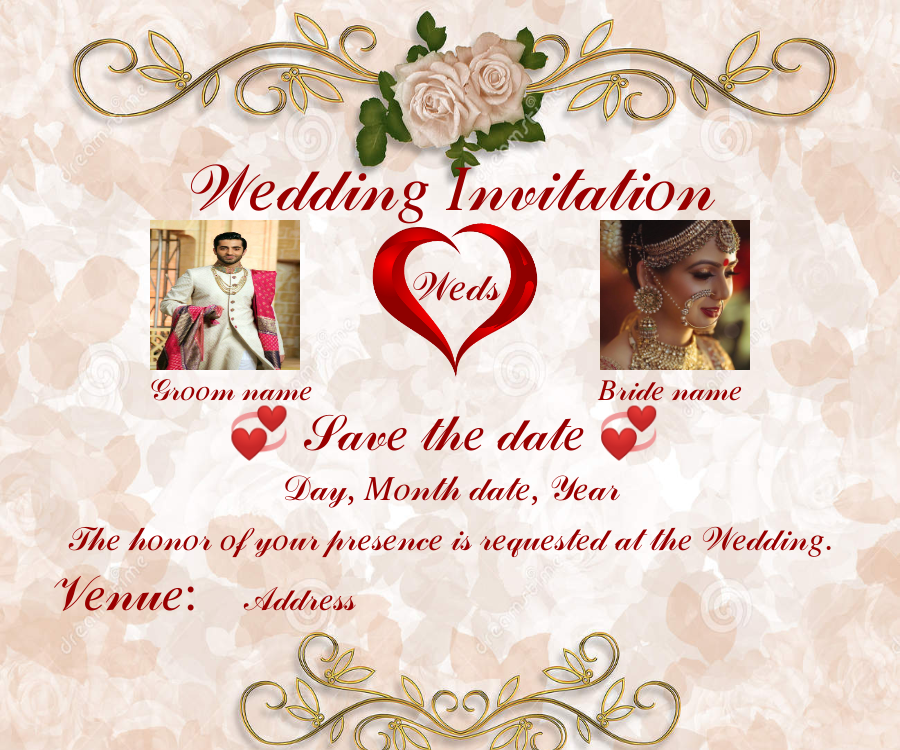 Wedding Invitation
Weds
Groom name
Bride name
Save the date
Day, Month date, Year
The honor of your presence is requested at the Wedding.
Venue: Address